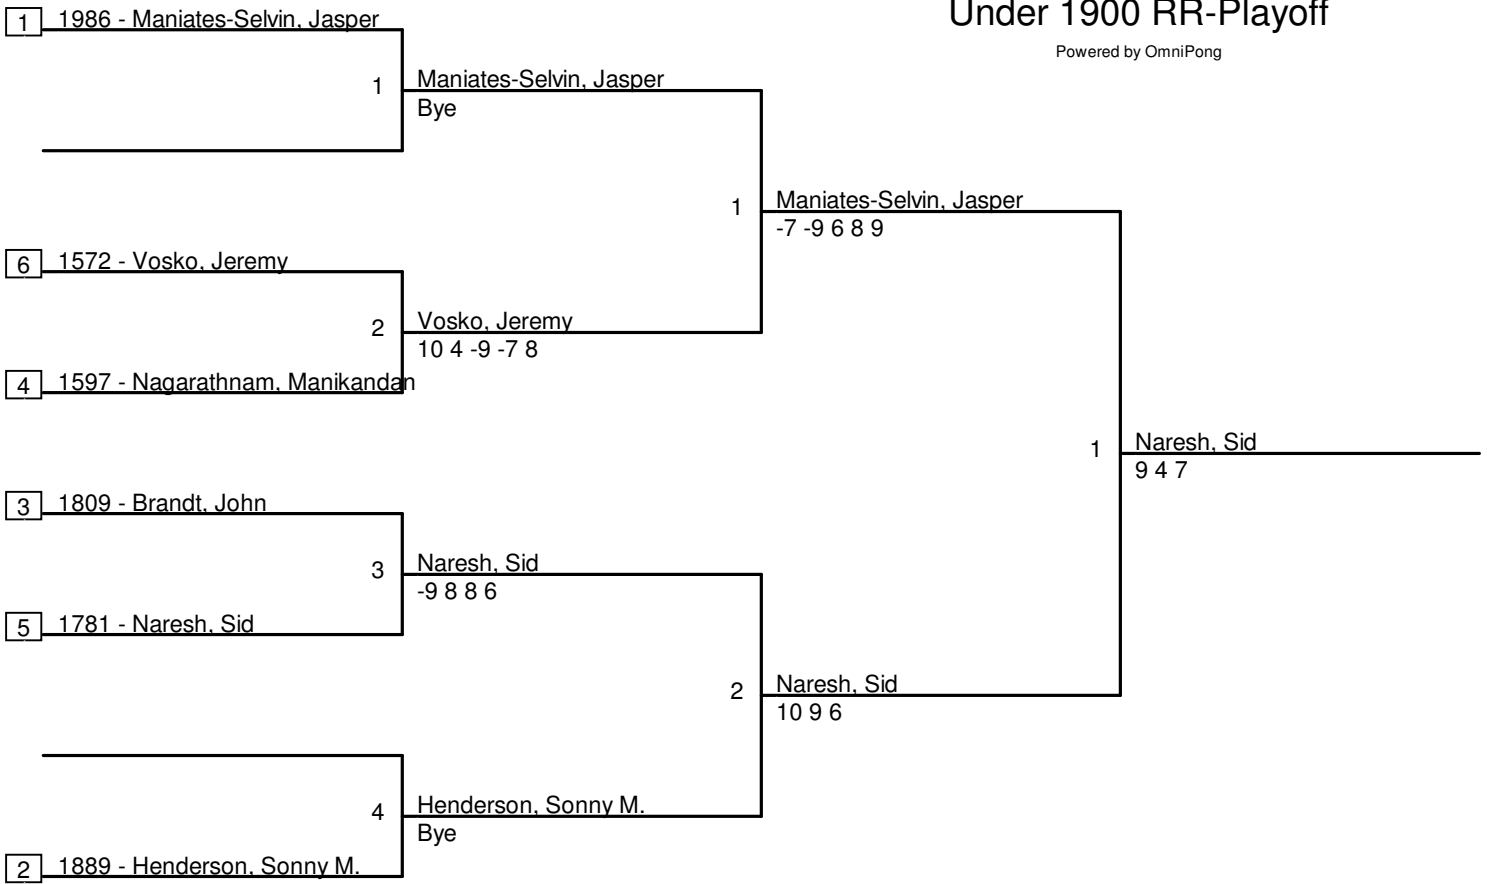 Under 1900 RR-Playoff
Powered by OmniPong
1 1986 - Maniates-Selvin, Jasper
1 Maniates-Selvin, Jasper
Bye
1 Maniates-Selvin, Jasper
-7 -9 6 8 9
6 1572 - Vosko, Jeremy
2 Vosko, Jeremy
10 4 -9 -7 8
4 1597 - Nagarathnam, Manikandan
1 Naresh, Sid
9 4 7
3 1809 - Brandt, John
3 Naresh, Sid
-9 8 8 6
5 1781 - Naresh, Sid
2 Naresh, Sid
10 9 6
4 Henderson, Sonny M.
Bye
2 1889 - Henderson, Sonny M.